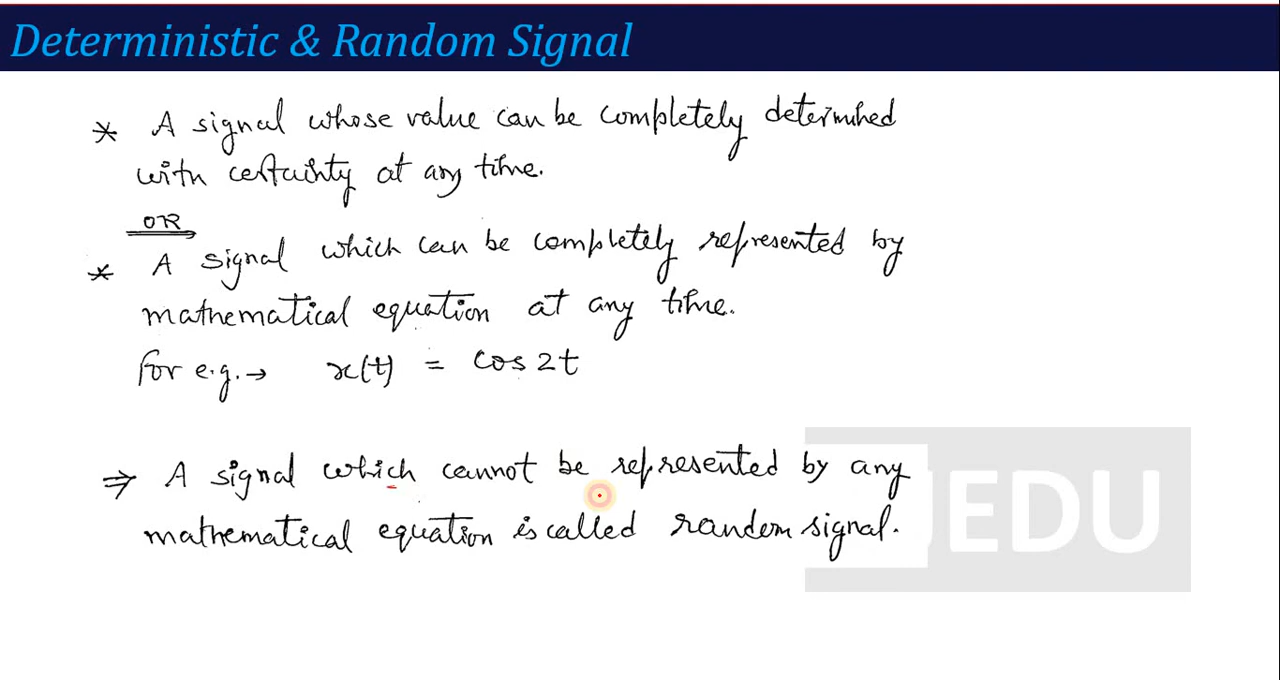 Deterministic & Random Signal
* A signal whose value can be completely determined
with certainty at any time.
OR
* A signal which can be completely represented by
mathematical equation at any time.
for e.g. → x(t) = cos 2t
⇒ A signal which cannot be represented by any
mathematical equation is called random signal.
EDU